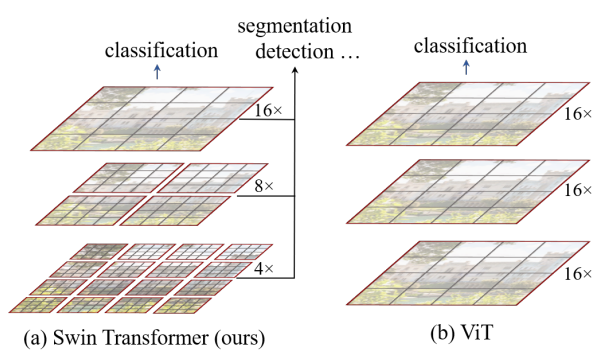 segmentation
classification
detection ...
classification
16×
8×
4×
16×
16×
16×
(a) Swin Transformer (ours)
(b) ViT